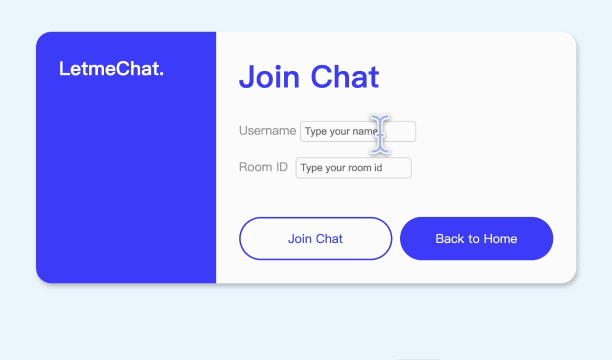 LetmeChat.
Join Chat
Username Type your name
Room ID Type your room id
Join Chat
Back to Home